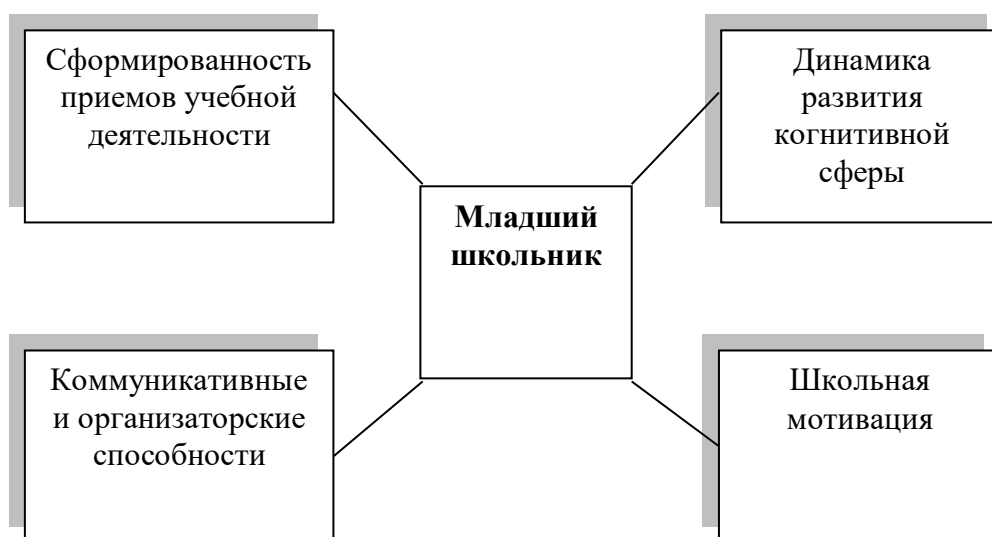 Сформированность
приемов учебной
деятельности
Динамика
развития
когнитивной
сферы
Младший
школьник
Коммуникативные
и организаторские
способности
Школьная
мотивация